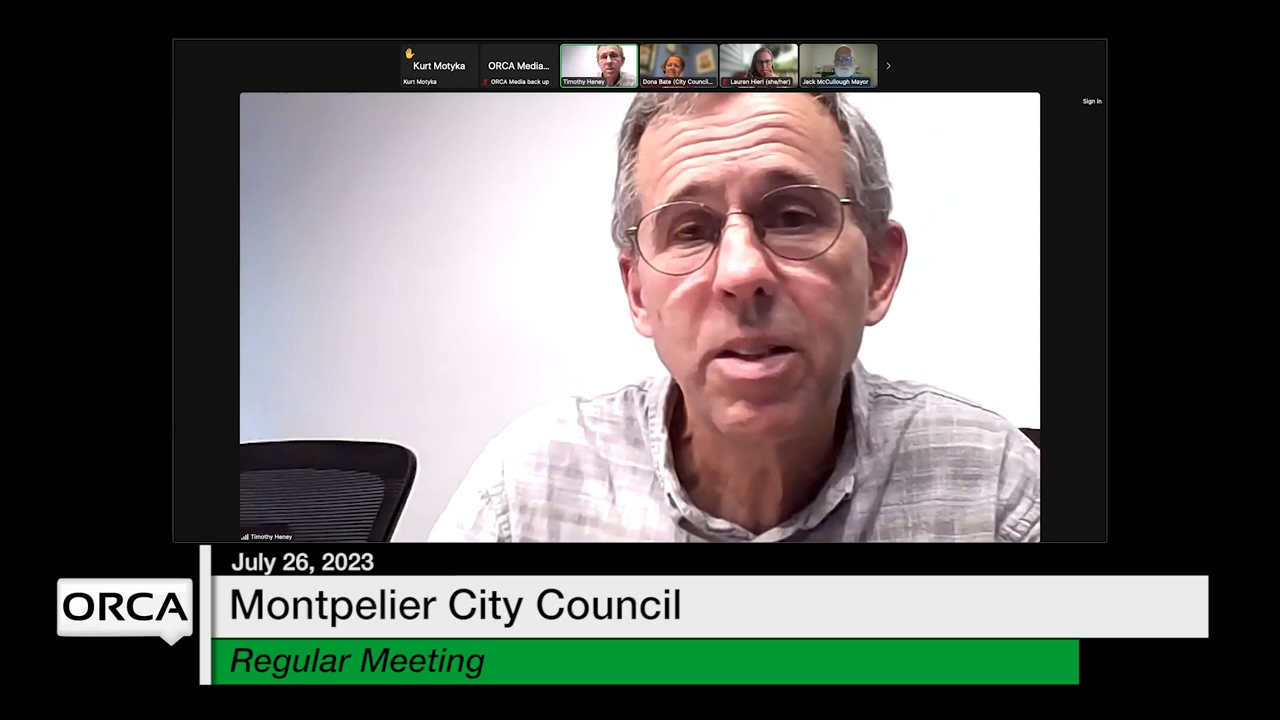 Kurt Motyka
ORCA Media...
Kurt Motyka
ORCA Media back up
Timothy Heney
Dona Bate (City Council...
Lauren Hierl (she/her)
Jack McCullough Mayor
Sign In
Timothy Heney
July 26, 2023
ORCA
Montpelier City Council
Regular Meeting